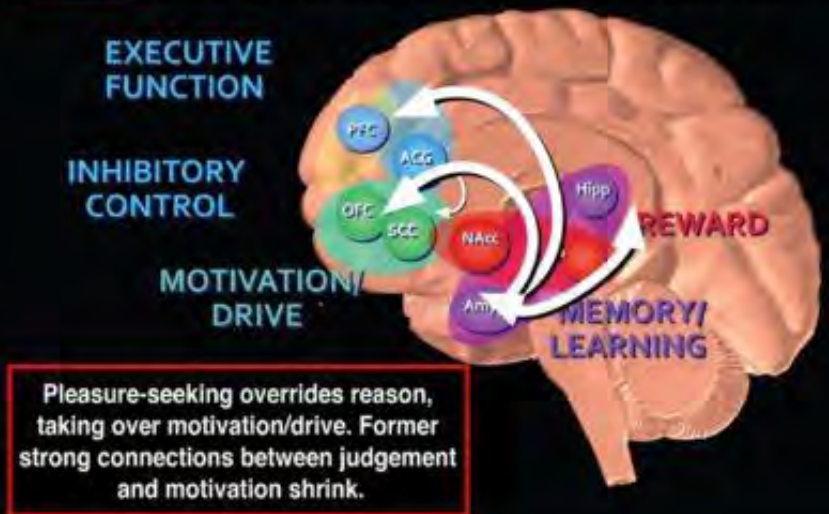 EXECUTIVE
FUNCTION
PFC
ACG
INHIBITORY
CONTROL
Hipp
OFC
SCC
NAcc
REWARD
MOTIVATION/
DRIVE
MEMORY/
LEARNING
Pleasure-seeking overrides reason,
taking over motivation/drive. Former
strong connections between judgement
and motivation shrink.